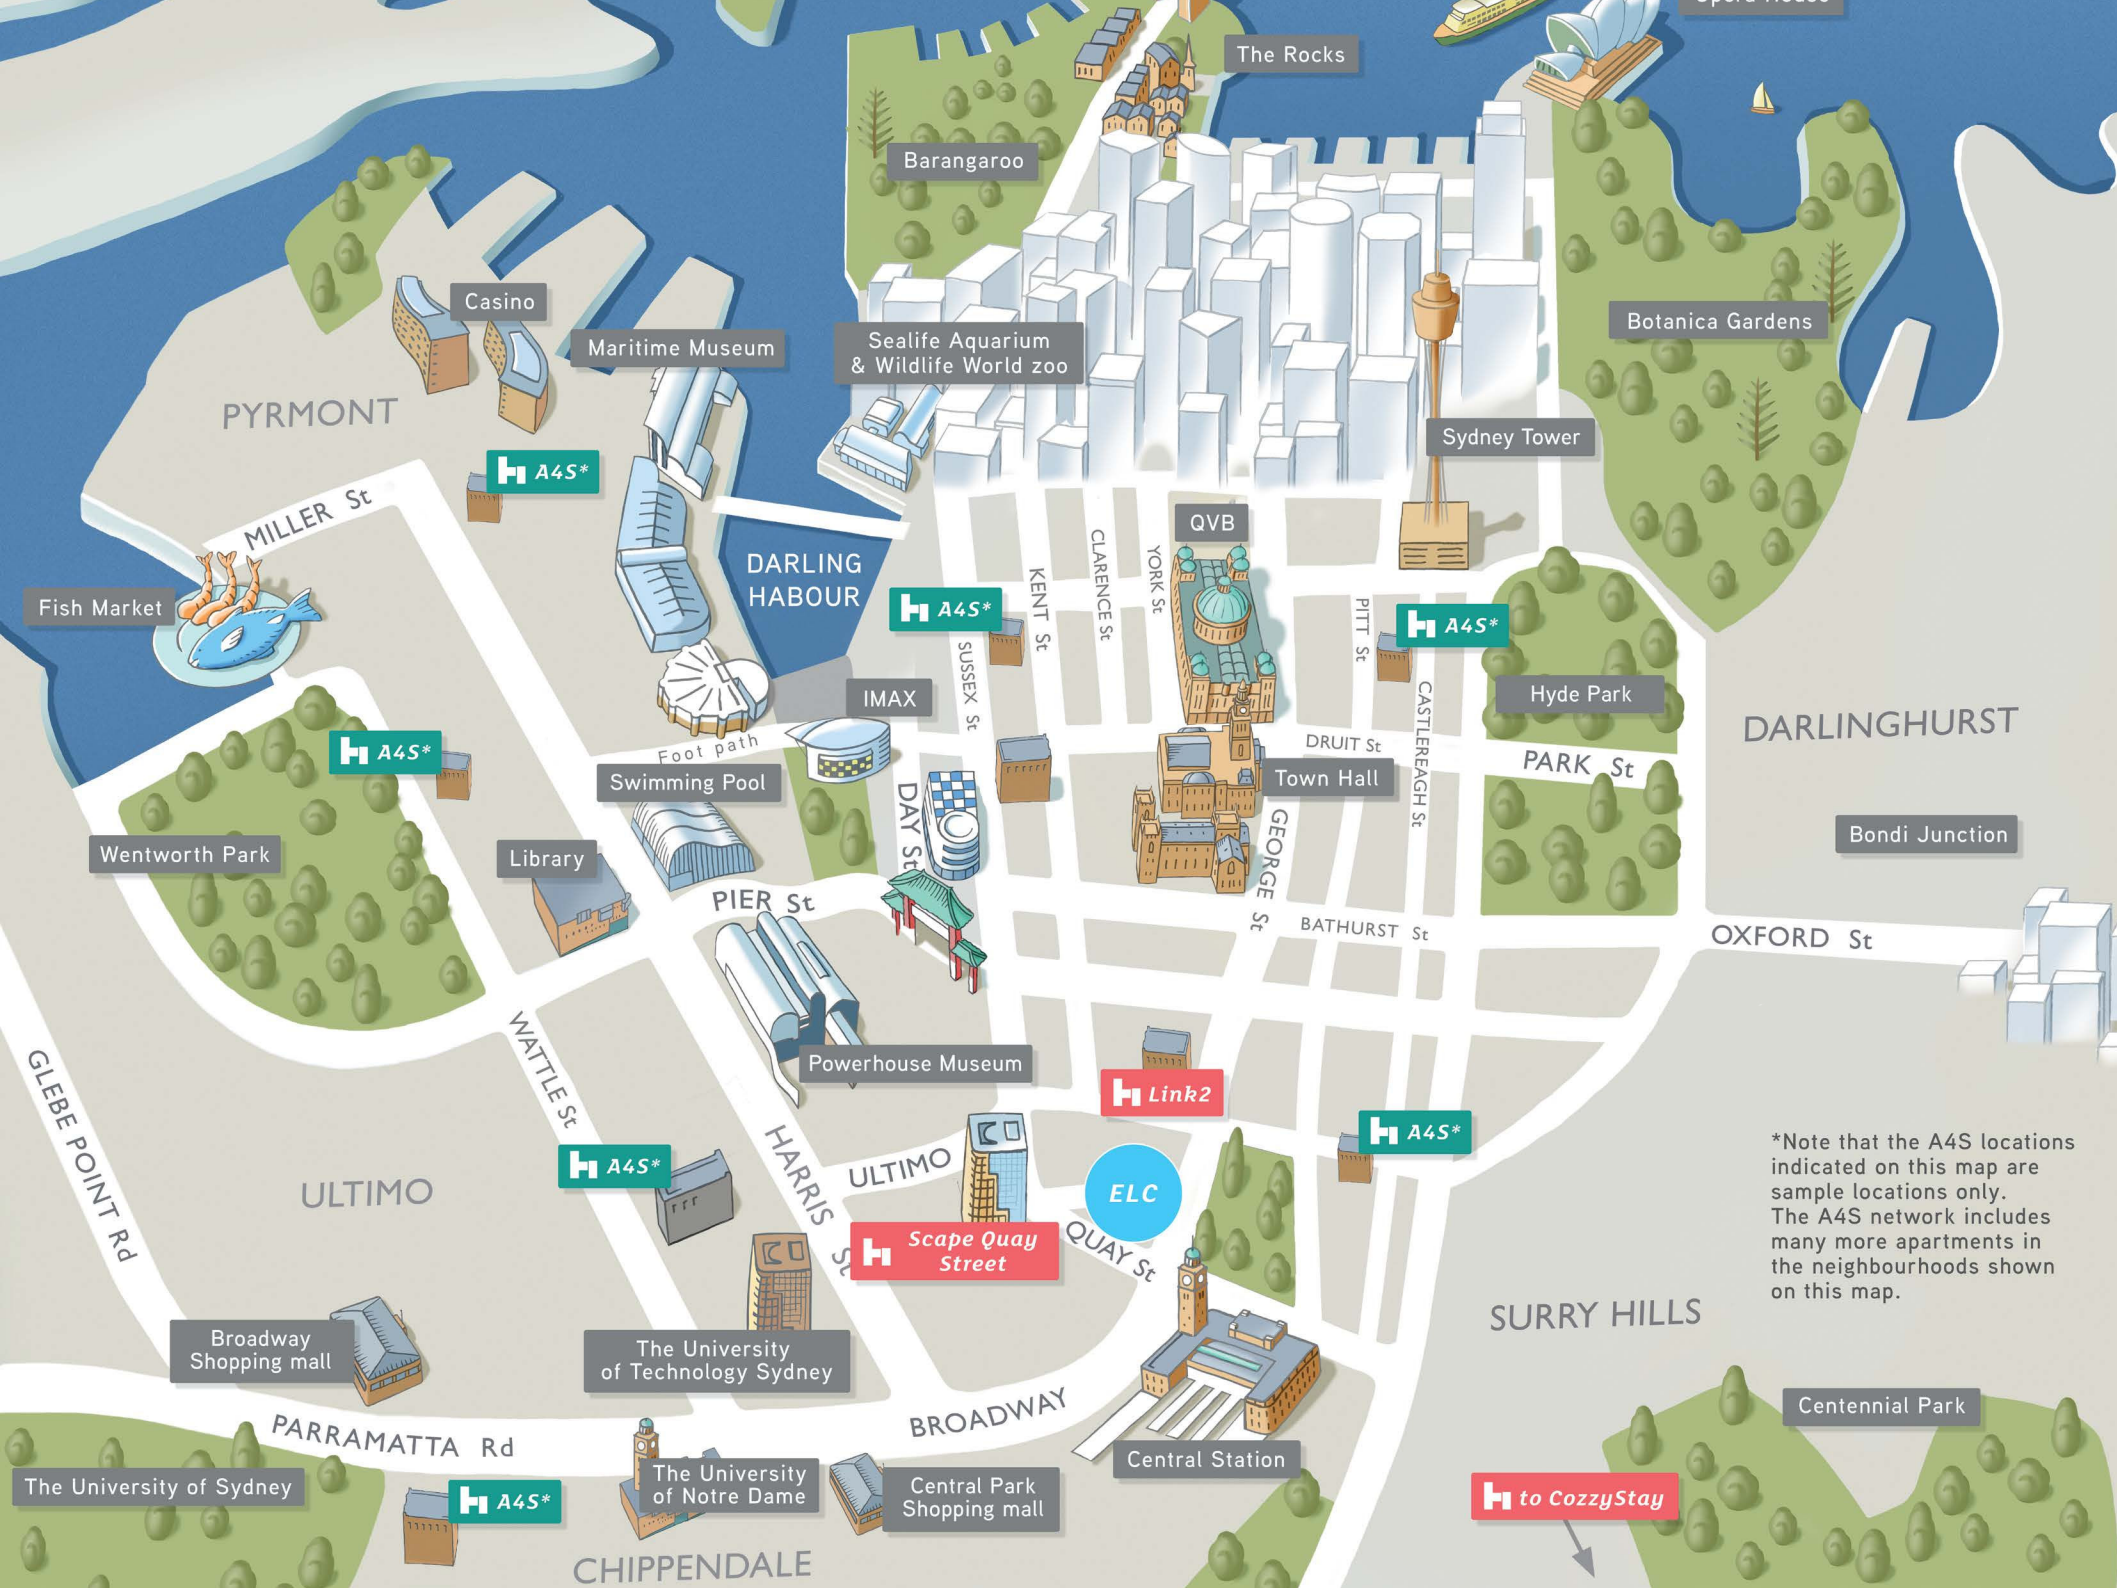 Opera House
The Rocks
Barangaroo
Casino
Maritime Museum
Sealife Aquarium
& Wildlife World zoo
Botanica Gardens
Sydney Tower
PYRMONT
A4S*
MILLER St
QVB
DARLING
HABOUR
Fish Market
A4S*
KENT St
CLARENCE St
YORK St
PITT St
A4S*
SUSSEX St
IMAX
CASTLEREAGH St
Hyde Park
DARLINGHURST
A4S*
Foot path
Swimming Pool
DRUIT St
PARK St
Town Hall
DAY St
GEORGE St
Bondi Junction
Wentworth Park
Library
PIER St
BATHURST St
OXFORD St
WATTLE St
Powerhouse Museum
Link2
GLEBE POINT Rd
HARRIS St
A4S*
A4S*
ULTIMO
ULTIMO
ELC
QUAY St
Scape Quay
Street
*Note that the A4S locations
indicated on this map are
sample locations only.
The A4S network includes
many more apartments in
the neighbourhoods shown
on this map.
SURRY HILLS
Broadway
Shopping mall
The University
of Technology Sydney
PARRAMATTA Rd
BROADWAY
Centennial Park
Central Station
The University of Sydney
A4S*
The University
of Notre Dame
Central Park
Shopping mall
to CozzyStay
CHIPPENDALE